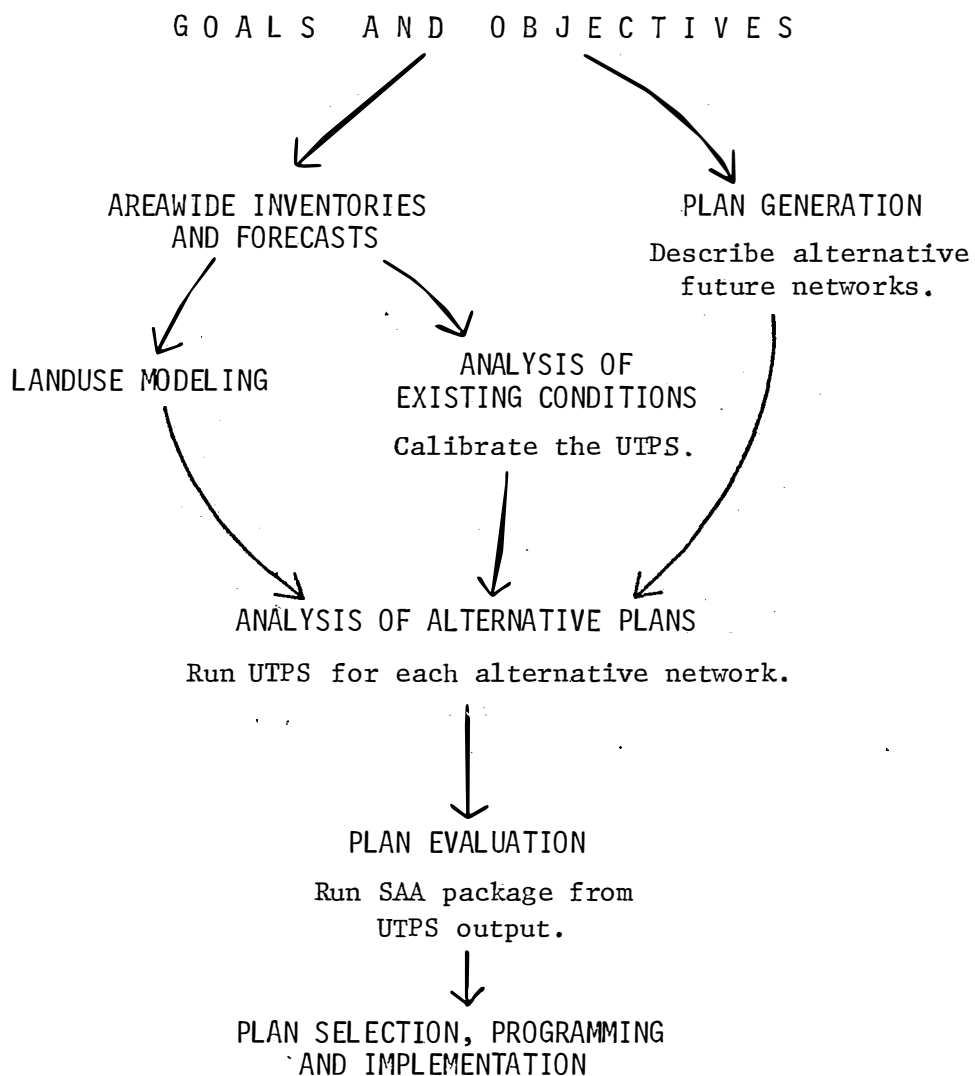 GOALS AND OBJECTIVES
AREAWIDE INVENTORIES
AND FORECASTS
PLAN GENERATION
Describe alternative
future networks.
LANDUSE MODELING
ANALYSIS OF
EXISTING CONDITIONS
Calibrate the UTPS.
ANALYSIS OF ALTERNATIVE PLANS
Run UTPS for each alternative network.
PLAN EVALUATION
Run SAA package from
UTPS output.
PLAN SELECTION, PROGRAMMING
AND IMPLEMENTATION